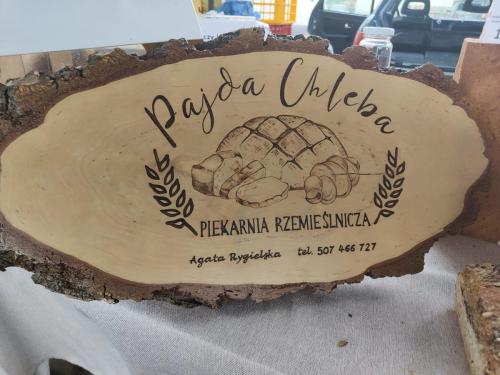 Pajda Chleba
PIEKARNIA RZEMIEŚLNICZA
Agata Rygielska tel. 507 466 727